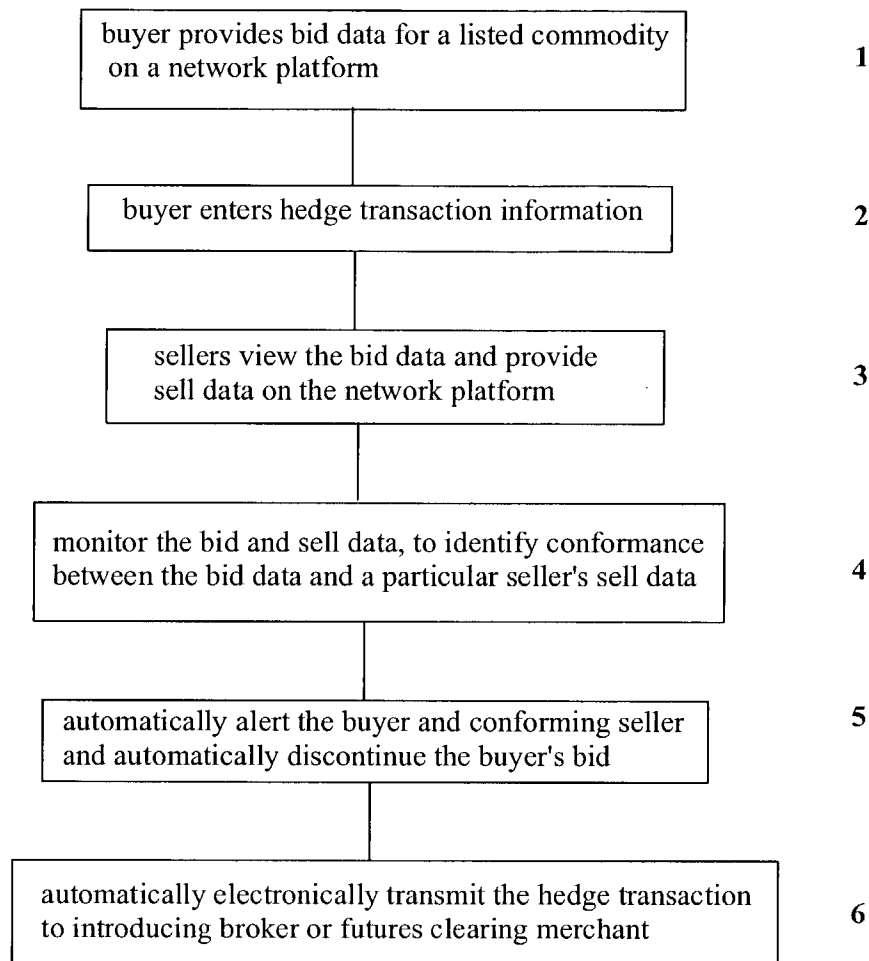 buyer provides bid data for a listed commodity
on a network platform
1
buyer enters hedge transaction information
2
sellers view the bid data and provide
sell data on the network platform
3
monitor the bid and sell data, to identify conformance
between the bid data and a particular seller's sell data
4
automatically alert the buyer and conforming seller
and automatically discontinue the buyer's bid
5
automatically electronically transmit the hedge transaction
to introducing broker or futures clearing merchant
6